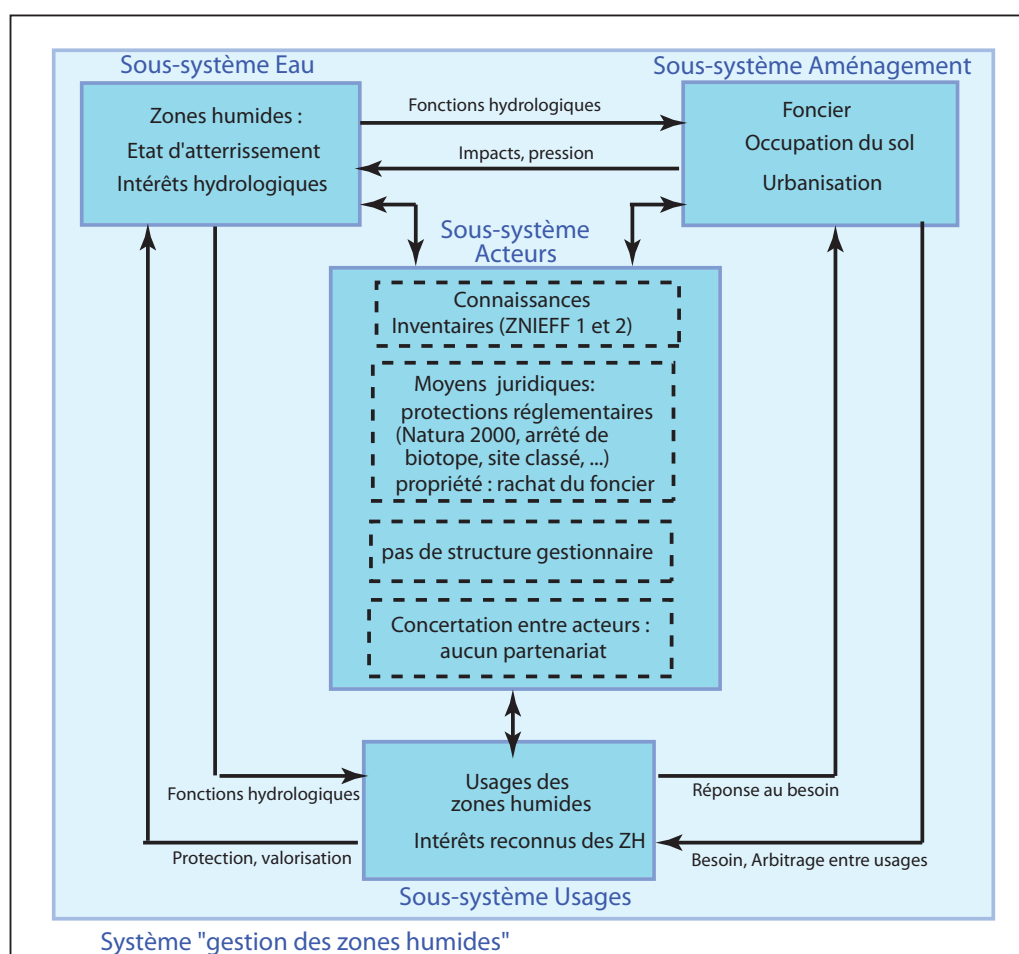 Sous-système Eau
Sous-système Aménagement
Zones humides :
Etat d'atterrissement
Intérêts hydrologiques
Fonctions hydrologiques
Impacts, pression
Foncier
Occupation du sol
Urbanisation
Sous-système
Acteurs
Connaissances
Inventaires (ZNIEFF 1 et 2)
Moyens juridiques:
protections réglementaires
(Natura 2000, arrêté de
biotope, site classé, ...)
propriété : rachat du foncier
pas de structure gestionnaire
Concertation entre acteurs :
aucun partenariat
Usages des
zones humides
Intérêts reconnus des ZH
Fonctions hydrologiques
Réponse au besoin
Protection, valorisation
Besoin, Arbitrage entre usages
Sous-système Usages
Système "gestion des zones humides"